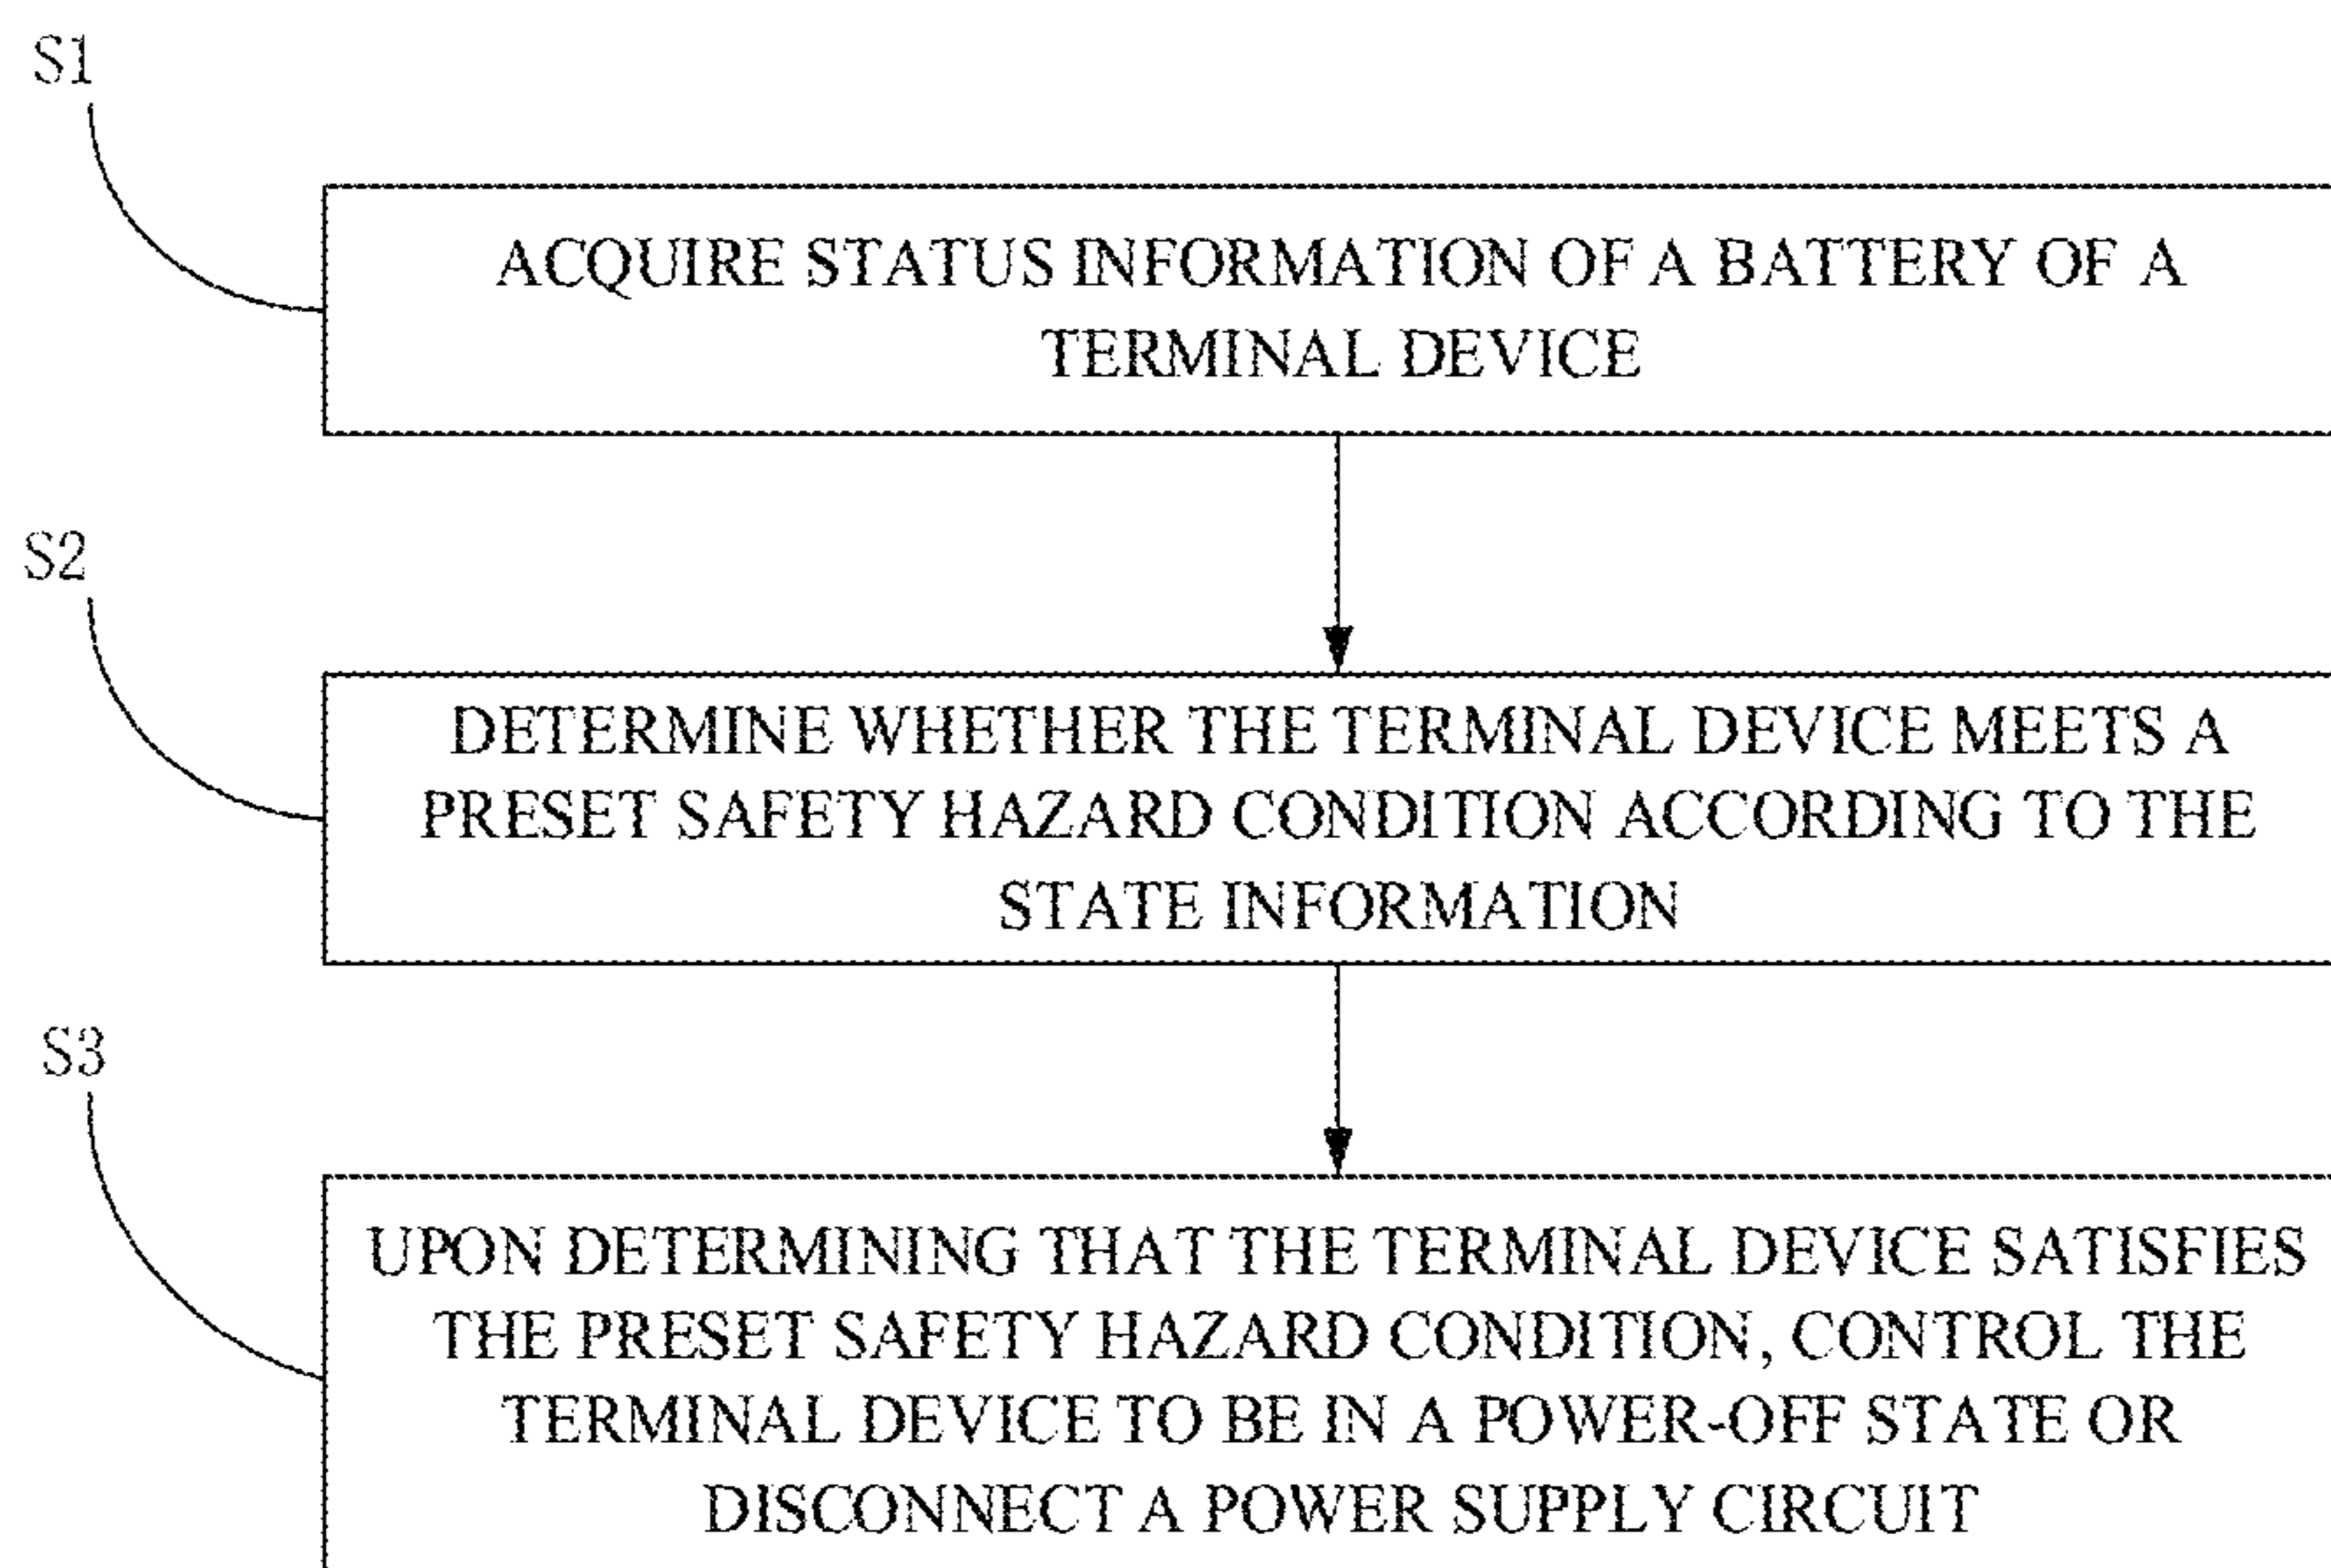 S1
ACQUIRE STATUS INFORMATION OF A BATTERY OF A
TERMINAL DEVICE
S2
DETERMINE WHETHER THE TERMINAL DEVICE MEETS A
PRESET SAFETY HAZARD CONDITION ACCORDING TO THE
STATE INFORMATION
S3
UPON DETERMINING THAT THE TERMINAL DEVICE SATISFIES
THE PRESET SAFETY HAZARD CONDITION, CONTROL THE
TERMINAL DEVICE TO BE IN A POWER-OFF STATE OR
DISCONNECT A POWER SUPPLY CIRCUIT